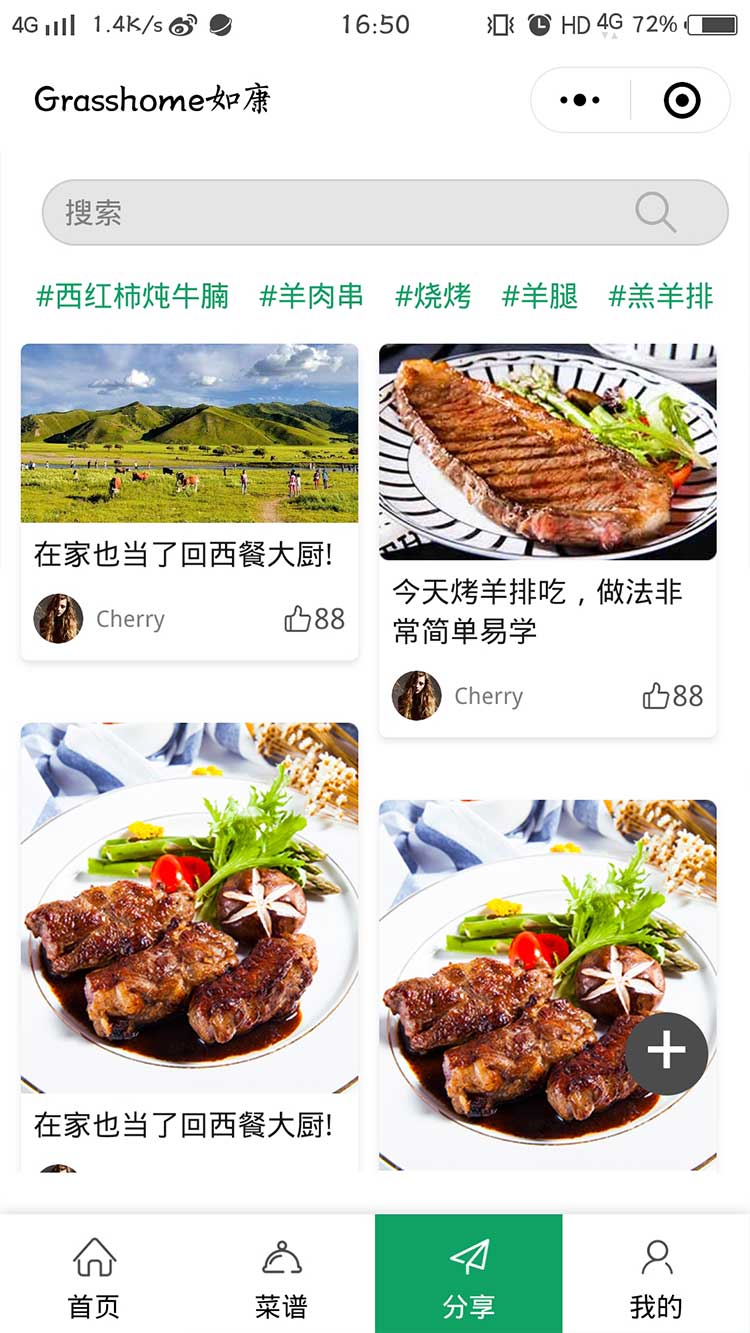 4G 1.4K/s 16:50 HD 4G 72%
Grasshome如康
搜索
#西红柿炖牛腩 #羊肉串 #烧烤 #羊腿 #羔羊排
在家也当了回西餐大厨!
Cherry 88
今天烤羊排吃，做法非
常简单易学
Cherry 88
在家也当了回西餐大厨!
首页 菜谱 分享 我的